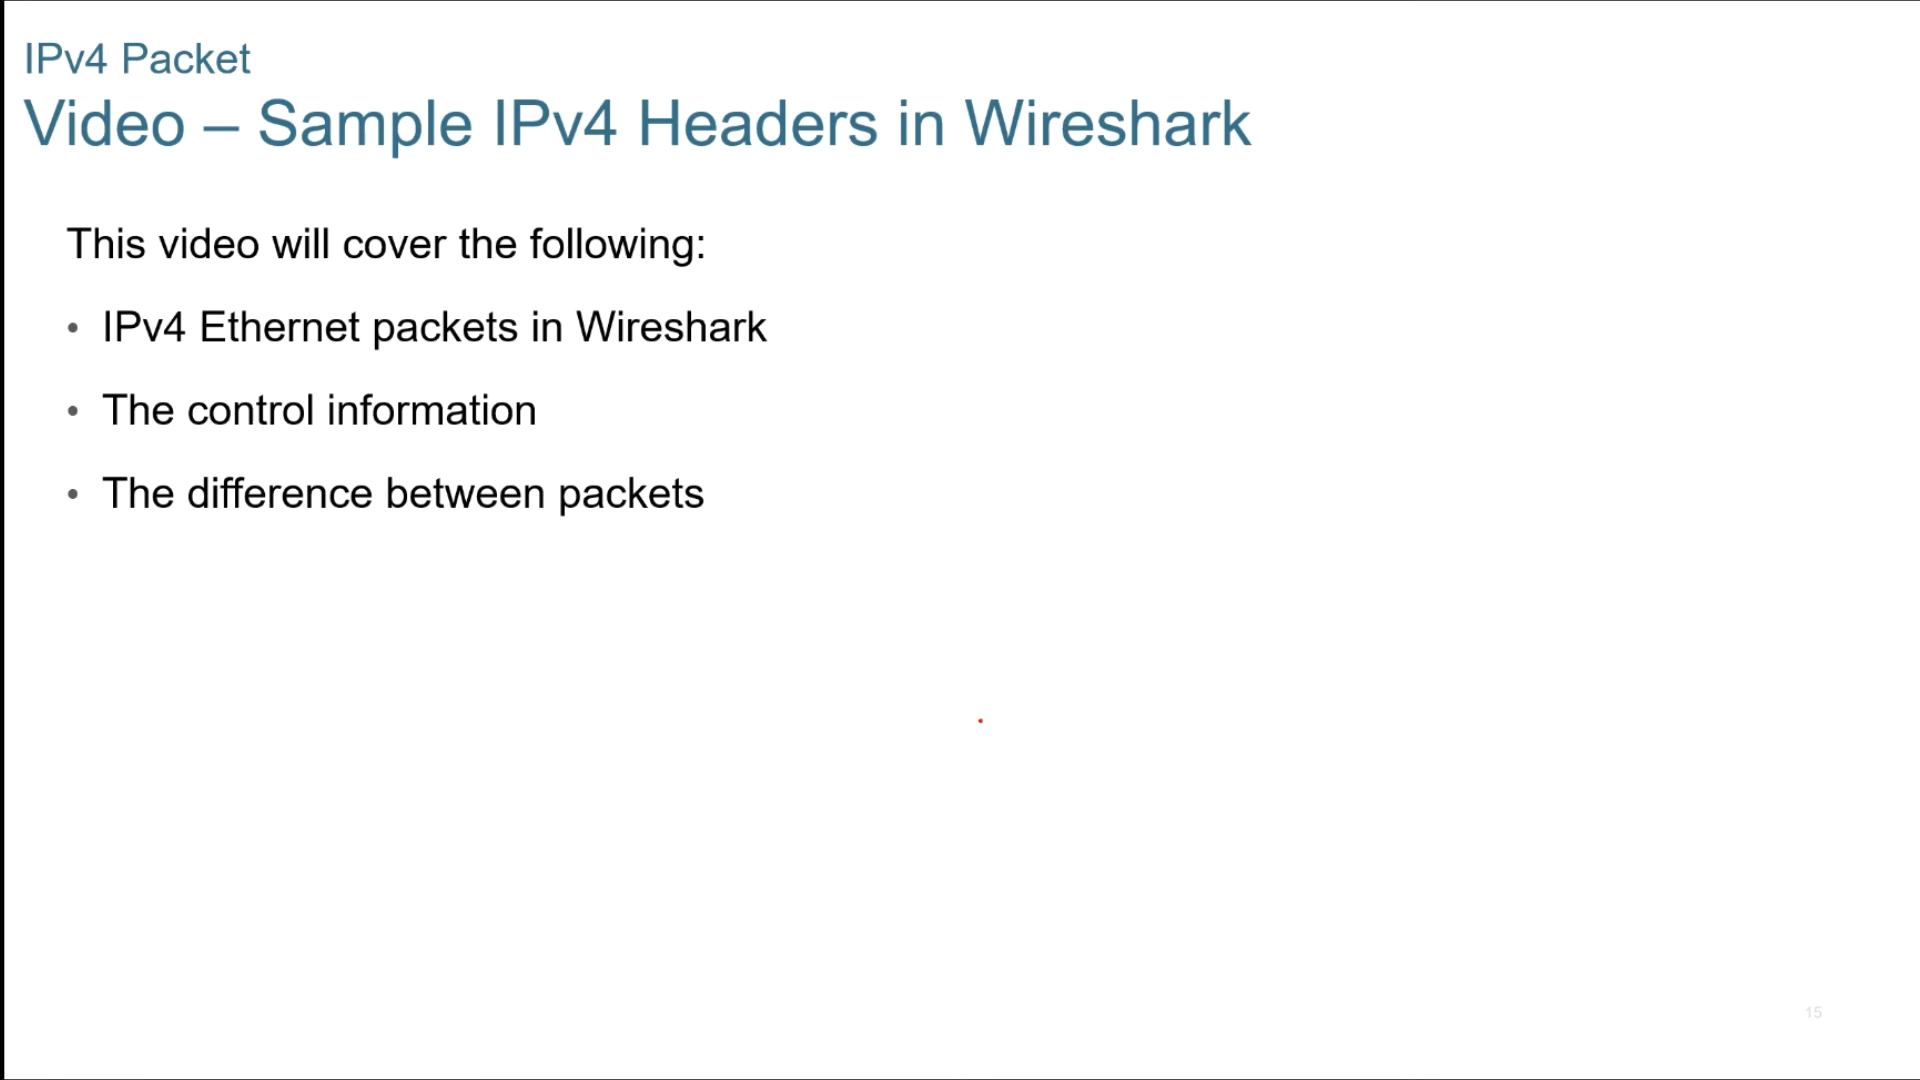 IPv4 Packet
Video – Sample IPv4 Headers in Wireshark
This video will cover the following:
• IPv4 Ethernet packets in Wireshark
• The control information
• The difference between packets
15